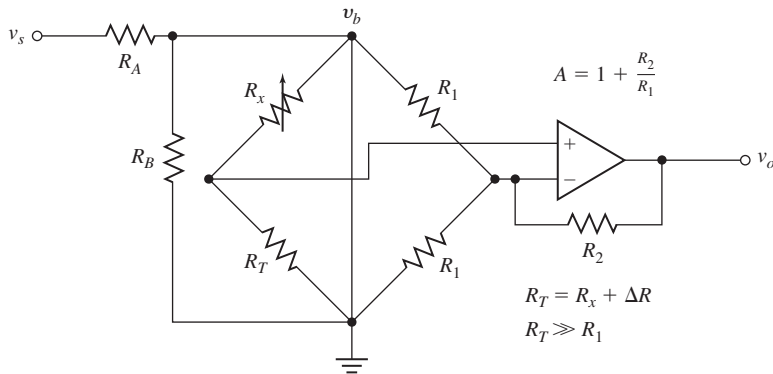 v_b
v_s
R_A
R_x
R_1
A = 1 + R_2/R_1
R_B
+
−
v_o
R_2
R_T
R_1
R_T = R_x + ΔR
R_T ≫ R_1